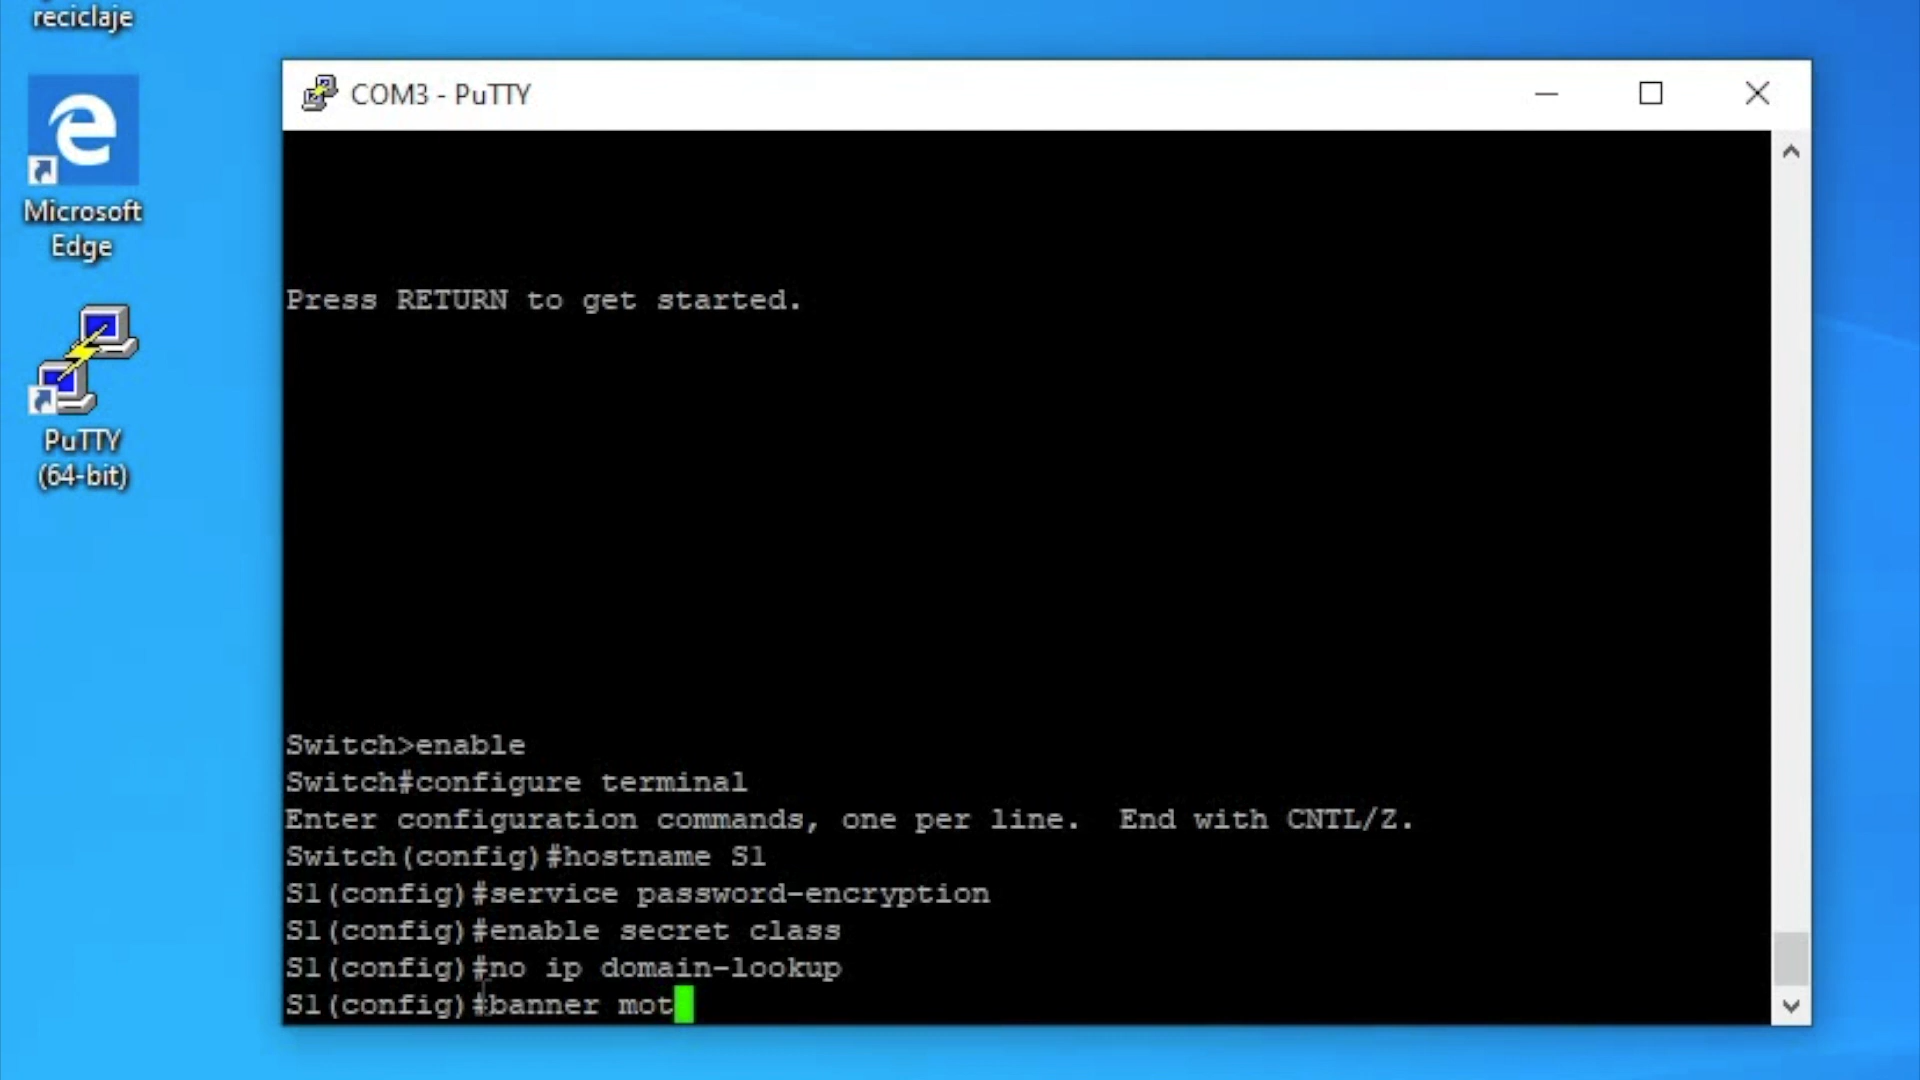 reciclaje
Microsoft
Edge
PuTTY
(64-bit)
COM3 - PuTTY
Press RETURN to get started.
Switch>enable
Switch#configure terminal
Enter configuration commands, one per line.  End with CNTL/Z.
Switch(config)#hostname S1
S1(config)#service password-encryption
S1(config)#enable secret class
S1(config)#no ip domain-lookup
S1(config)#banner mot